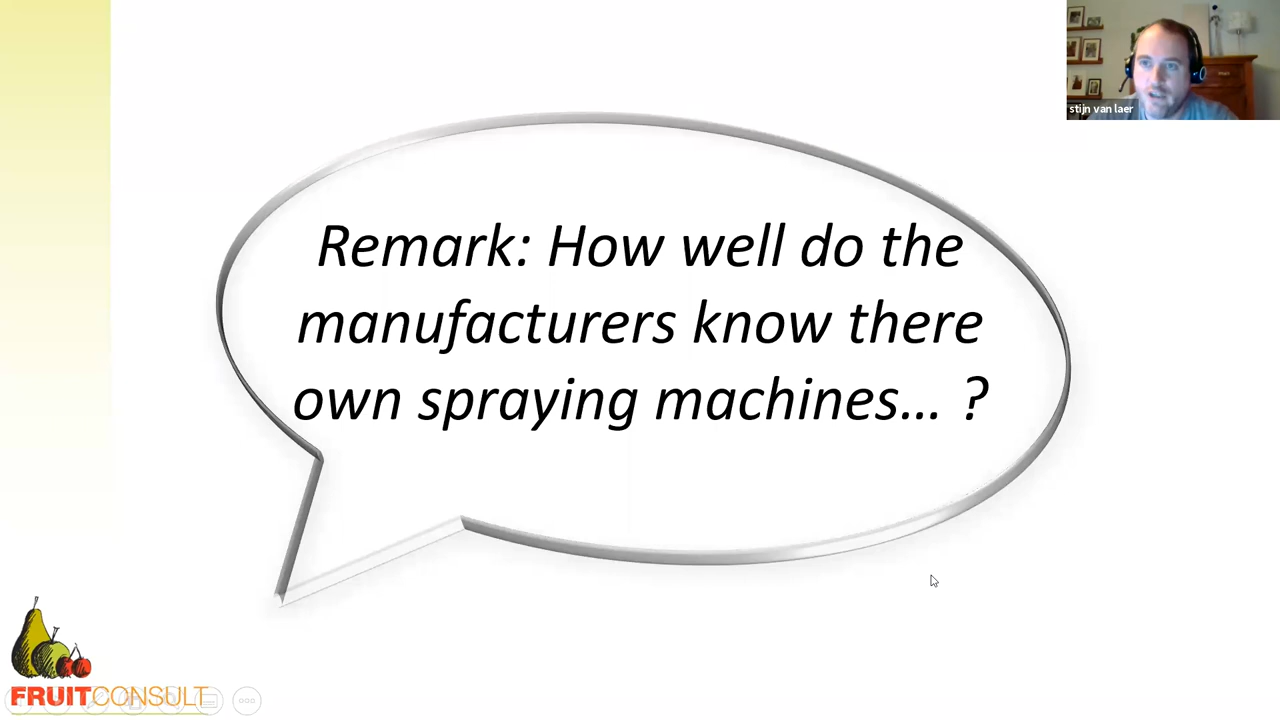 stijn van laer
Remark: How well do the
manufacturers know there
own spraying machines... ?
FRUITCONSULT